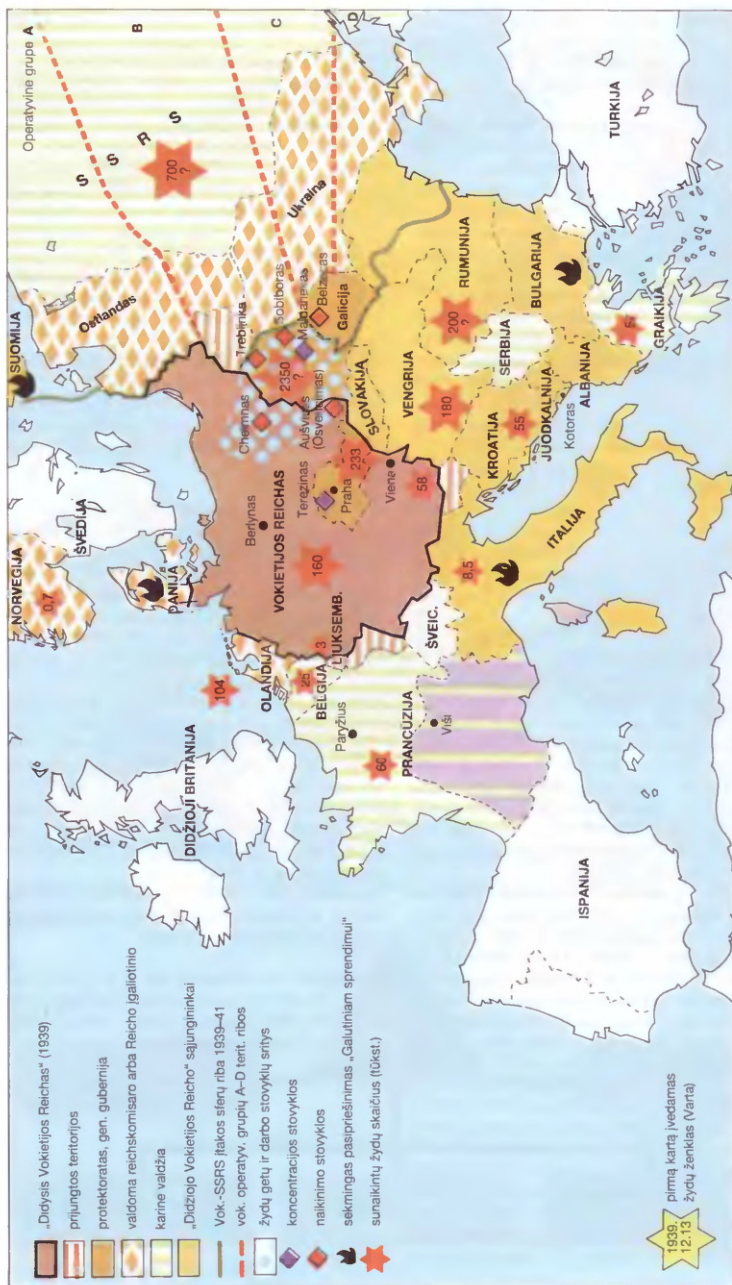 „Didysis Vokietijos Reichas“ (1939)
prijungtos teritorijos
protektoratas, gen. gubernija
valdoma reichskomisaro arba Reicho įgaliotinio
karinė valdžia
„Didžiojo Vokietijos Reicho“ sąjungininkai
Vok.-SSRS įtakos sferų riba 1939–41
vok. operatyv. grupių A–D terit. ribos
žydų getų ir darbo stovyklų sritys
koncentracijos stovyklos
naikinimo stovyklos
sėkmingas pasipriešinimas „Galutiniam sprendimui“
sunaikintų žydų skaičius (tūkst.)
1939.
12.13
pirmą kartą įvedamas
žydų ženklas (Varta)
NORVEGIJA
0,7
ŠVEDIJA
SUOMIJA
Operatyvinė grupė A
B
C
D
S S R S
700
?
Ostlandas
Ukraina
DIDŽIOJI BRITANIJA
104
OLANDIJA
PANIJA
Berlynas
VOKIETIJOS REICHAS
160
BELGIJA
25
LIUKSEMB.
3
Chelmnas
Treblinka
Sobiboras
Maidanekas
Belzecas
2350
?
Aušvicas
(Osvencimas)
Galicija
Terezinas
Praha
233
SLOVAKIJA
Viena
58
Paryžius
PRANCŪZIJA
60
Viši
ŠVEIC.
VENGRIJA
180
RUMUNIJA
200
?
KROATIJA
55
SERBIJA
JUODKALNIJA
Kotoras
BULGARIJA
ALBANIJA
GRAIKIJA
ITALIJA
8,5
ISPANIJA
TURKIJA